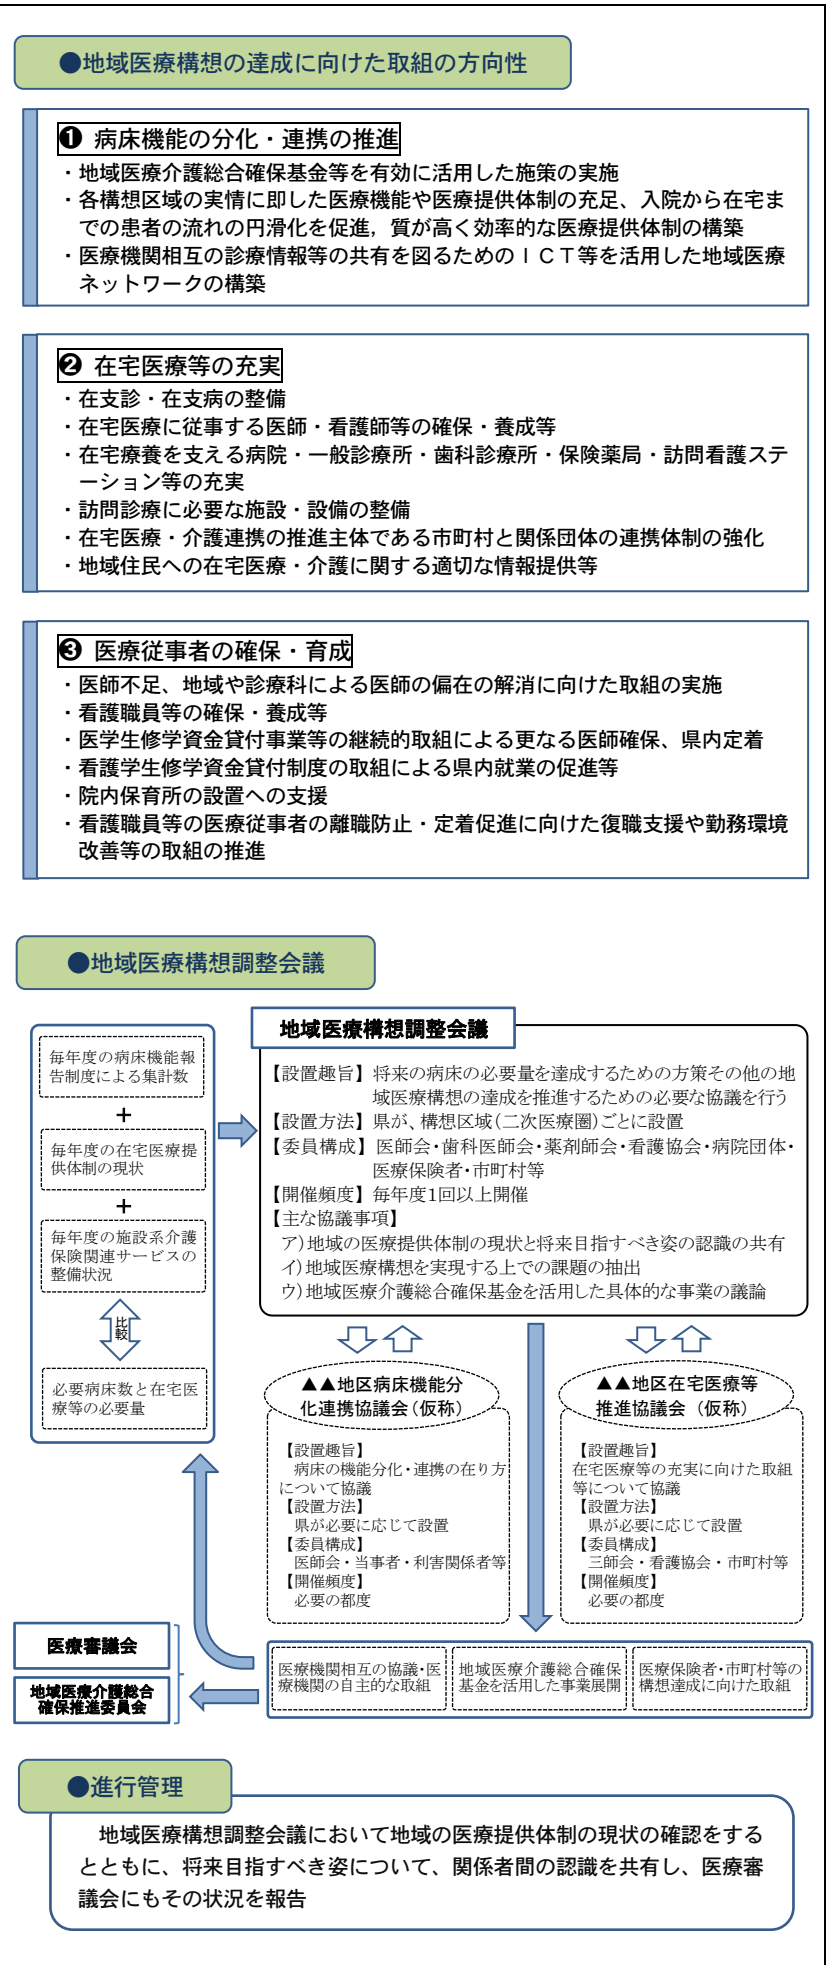 ●地域医療構想の達成に向けた取組の方向性
❶ 病床機能の分化・連携の推進
・地域医療介護総合確保基金等を有効に活用した施策の実施
・各構想区域の実情に即した医療機能や医療提供体制の充足、入院から在宅ま
での患者の流れの円滑化を促進，質が高く効率的な医療提供体制の構築
・医療機関相互の診療情報等の共有を図るためのＩＣＴ等を活用した地域医療
ネットワークの構築
❷ 在宅医療等の充実
・在支診・在支病の整備
・在宅医療に従事する医師・看護師等の確保・養成等
・在宅療養を支える病院・一般診療所・歯科診療所・保険薬局・訪問看護ステ
ーション等の充実
・訪問診療に必要な施設・設備の整備
・在宅医療・介護連携の推進主体である市町村と関係団体の連携体制の強化
・地域住民への在宅医療・介護に関する適切な情報提供等
❸ 医療従事者の確保・育成
・医師不足、地域や診療科による医師の偏在の解消に向けた取組の実施
・看護職員等の確保・養成等
・医学生修学資金貸付事業等の継続的取組による更なる医師確保、県内定着
・看護学生修学資金貸付制度の取組による県内就業の促進等
・院内保育所の設置への支援
・看護職員等の医療従事者の離職防止・定着促進に向けた復職支援や勤務環境
改善等の取組の推進
●地域医療構想調整会議
毎年度の病床機能報
告制度による集計数
＋
毎年度の在宅医療提
供体制の現状
＋
毎年度の施設系介護
保険関連サービスの
整備状況
比較
必要病床数と在宅医
療等の必要量
地域医療構想調整会議
【設置趣旨】将来の病床の必要量を達成するための方策その他の地
域医療構想の達成を推進するための必要な協議を行う
【設置方法】県が、構想区域（二次医療圏）ごとに設置
【委員構成】医師会・歯科医師会・薬剤師会・看護協会・病院団体・
医療保険者・市町村等
【開催頻度】毎年度1回以上開催
【主な協議事項】
ア）地域の医療提供体制の現状と将来目指すべき姿の認識の共有
イ）地域医療構想を実現する上での課題の抽出
ウ）地域医療介護総合確保基金を活用した具体的な事業の議論
▲▲地区病床機能分
化連携協議会（仮称）
【設置趣旨】
病床の機能分化・連携の在り方
について協議
【設置方法】
県が必要に応じて設置
【委員構成】
医師会・当事者・利害関係者等
【開催頻度】
必要の都度
▲▲地区在宅医療等
推進協議会（仮称）
【設置趣旨】
在宅医療等の充実に向けた取組
等について協議
【設置方法】
県が必要に応じて設置
【委員構成】
三師会・看護協会・市町村等
【開催頻度】
必要の都度
医療審議会
地域医療介護総合
確保推進委員会
医療機関相互の協議・医
療機関の自主的な取組
地域医療介護総合確保
基金を活用した事業展開
医療保険者・市町村等の
構想達成に向けた取組
●進行管理
地域医療構想調整会議において地域の医療提供体制の現状の確認をする
とともに、将来目指すべき姿について、関係者間の認識を共有し、医療審
議会にもその状況を報告